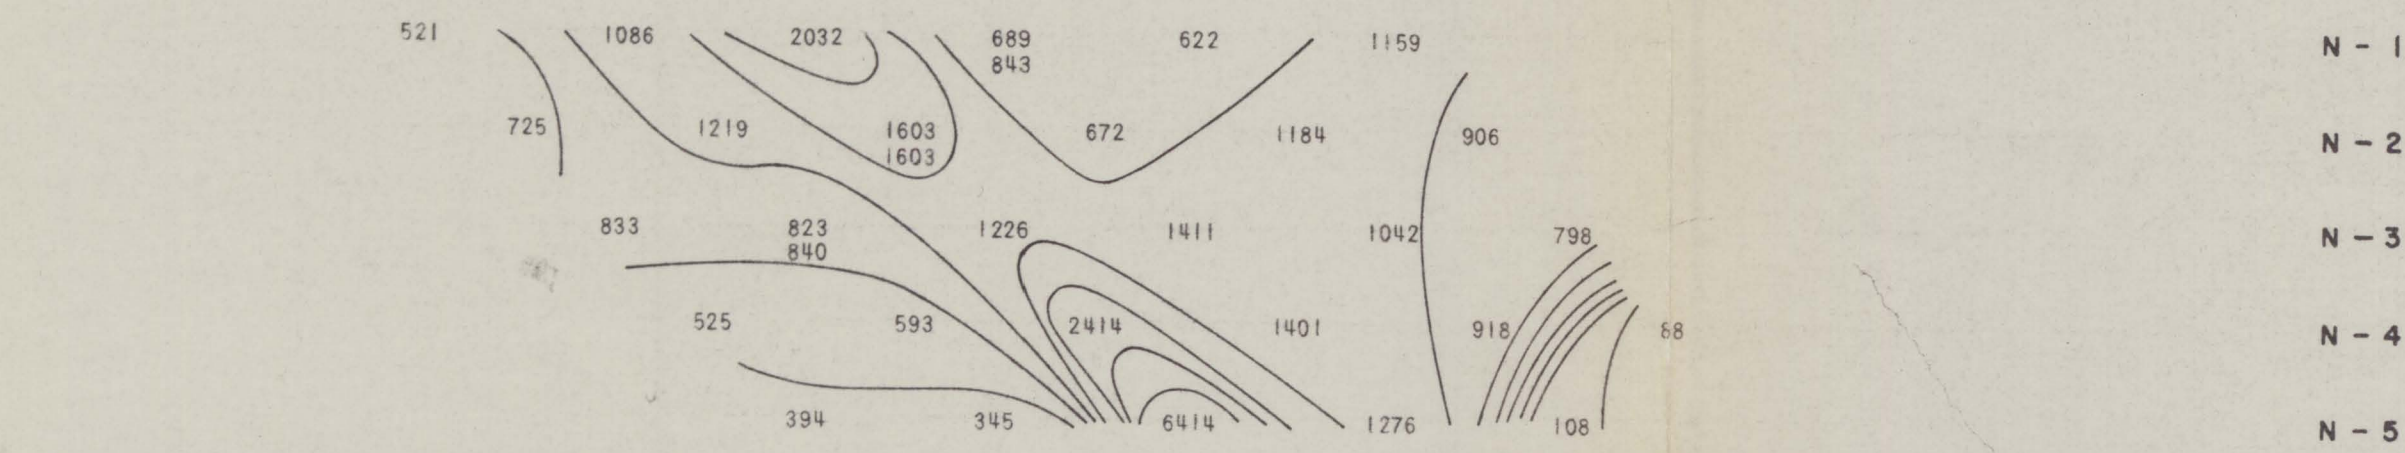 521 1086 2032 689 622 1159 N - 1
843
725 1219 1603 672 1184 906 N - 2
1603
833 823 1226 1411 1042 798 N - 3
840
525 593 2414 1401 918 88 N - 4
394 345 6414 1276 108 N - 5